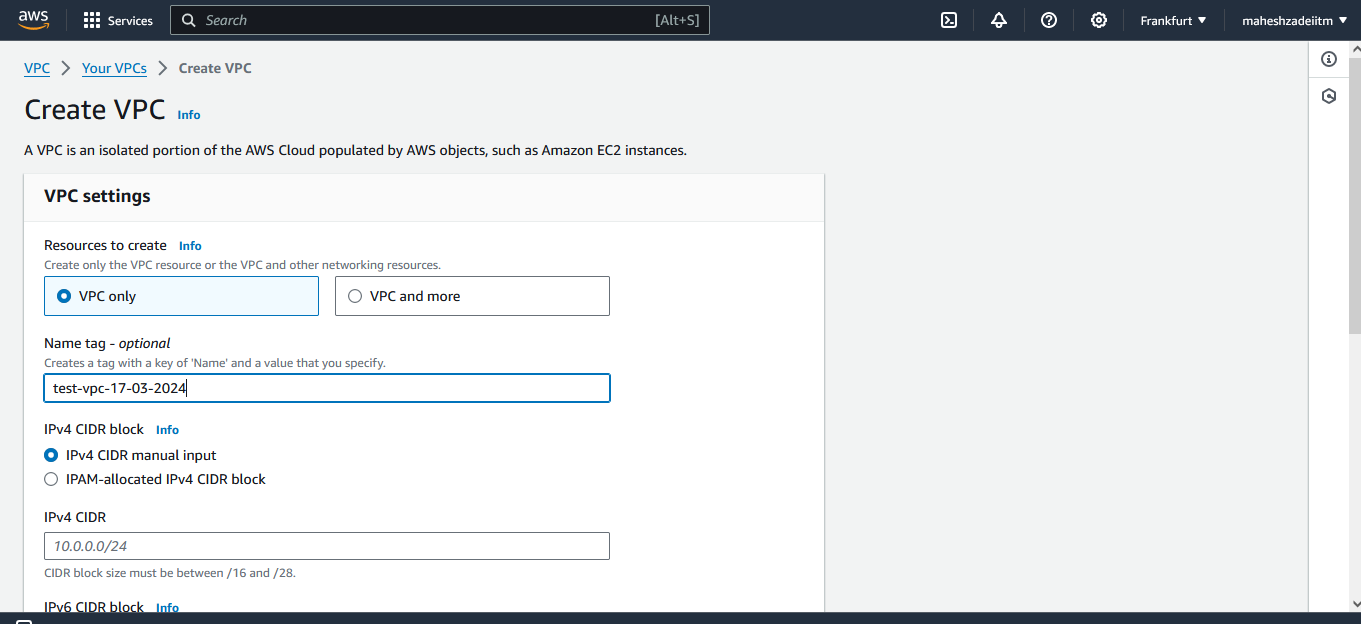 aws Services Search [Alt+S] Frankfurt maheshzadeiitm
VPC Your VPCs Create VPC
Create VPC Info
A VPC is an isolated portion of the AWS Cloud populated by AWS objects, such as Amazon EC2 instances.
VPC settings
Resources to create Info
Create only the VPC resource or the VPC and other networking resources.
VPC only VPC and more
Name tag - optional
Creates a tag with a key of 'Name' and a value that you specify.
test-vpc-17-03-2024
IPv4 CIDR block Info
IPv4 CIDR manual input
IPAM-allocated IPv4 CIDR block
IPv4 CIDR
10.0.0.0/24
CIDR block size must be between /16 and /28.
IPv6 CIDR block Info